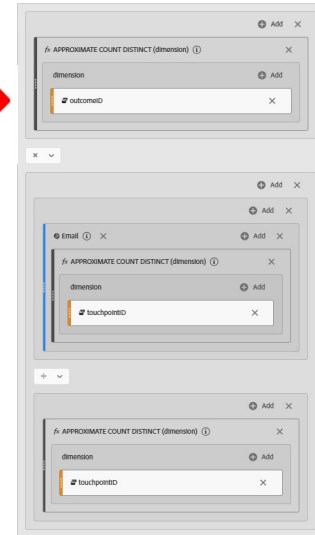 Add
fx APPROXIMATE COUNT DISTINCT (dimension)
dimension Add
outcomeID
×
Add
Add
Email Add
fx APPROXIMATE COUNT DISTINCT (dimension)
dimension Add
touchpointID
÷
Add
fx APPROXIMATE COUNT DISTINCT (dimension)
dimension Add
touchpointID